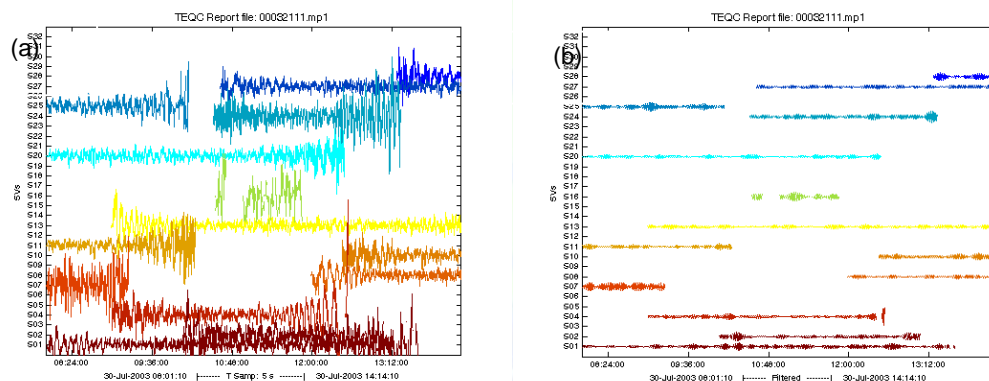 TEQC Report file: 00032111.mp1
(a)
SVs
S32
S31
S30
S29
S28
S27
S25
S24
S23
S22
S21
S20
S19
S18
S17
S16
S15
S14
S13
S12
S11
S10
S09
S08
S07
S06
S05
S04
S03
S02
S01
06:24:00 09:36:00 10:48:00 12:00:00 13:12:00
30-Jul-2003 06:01:10 |------- T Samp: 5 s -------| 30-Jul-2003 14:14:10
TEQC Report file: 00032111.mp1
(b)
SVs
S32
S31
S30
S29
S28
S27
S25
S24
S23
S22
S21
S20
S19
S18
S17
S16
S15
S14
S13
S12
S11
S10
S09
S08
S07
S06
S05
S04
S03
S02
S01
06:24:00 09:36:00 10:48:00 12:00:00 13:12:00
30-Jul-2003 06:01:10 |------- Filtered -------| 30-Jul-2003 14:14:10